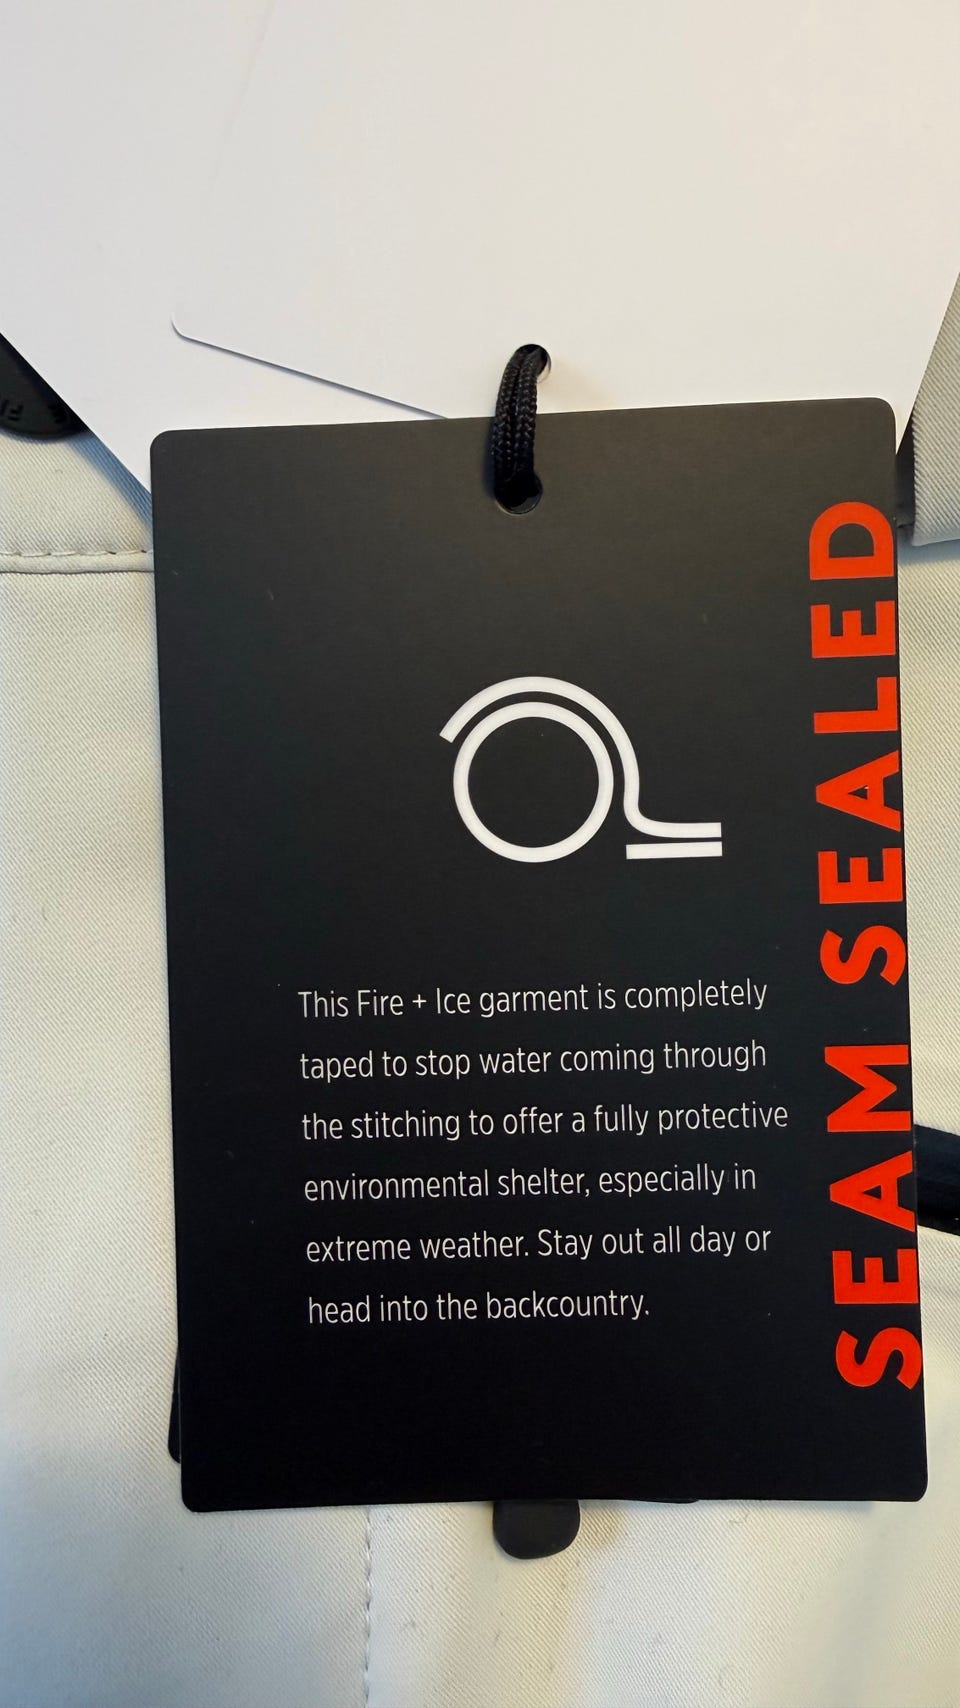 SEAM SEALED
This Fire + Ice garment is completely
taped to stop water coming through
the stitching to offer a fully protective
environmental shelter, especially in
extreme weather. Stay out all day or
head into the backcountry.